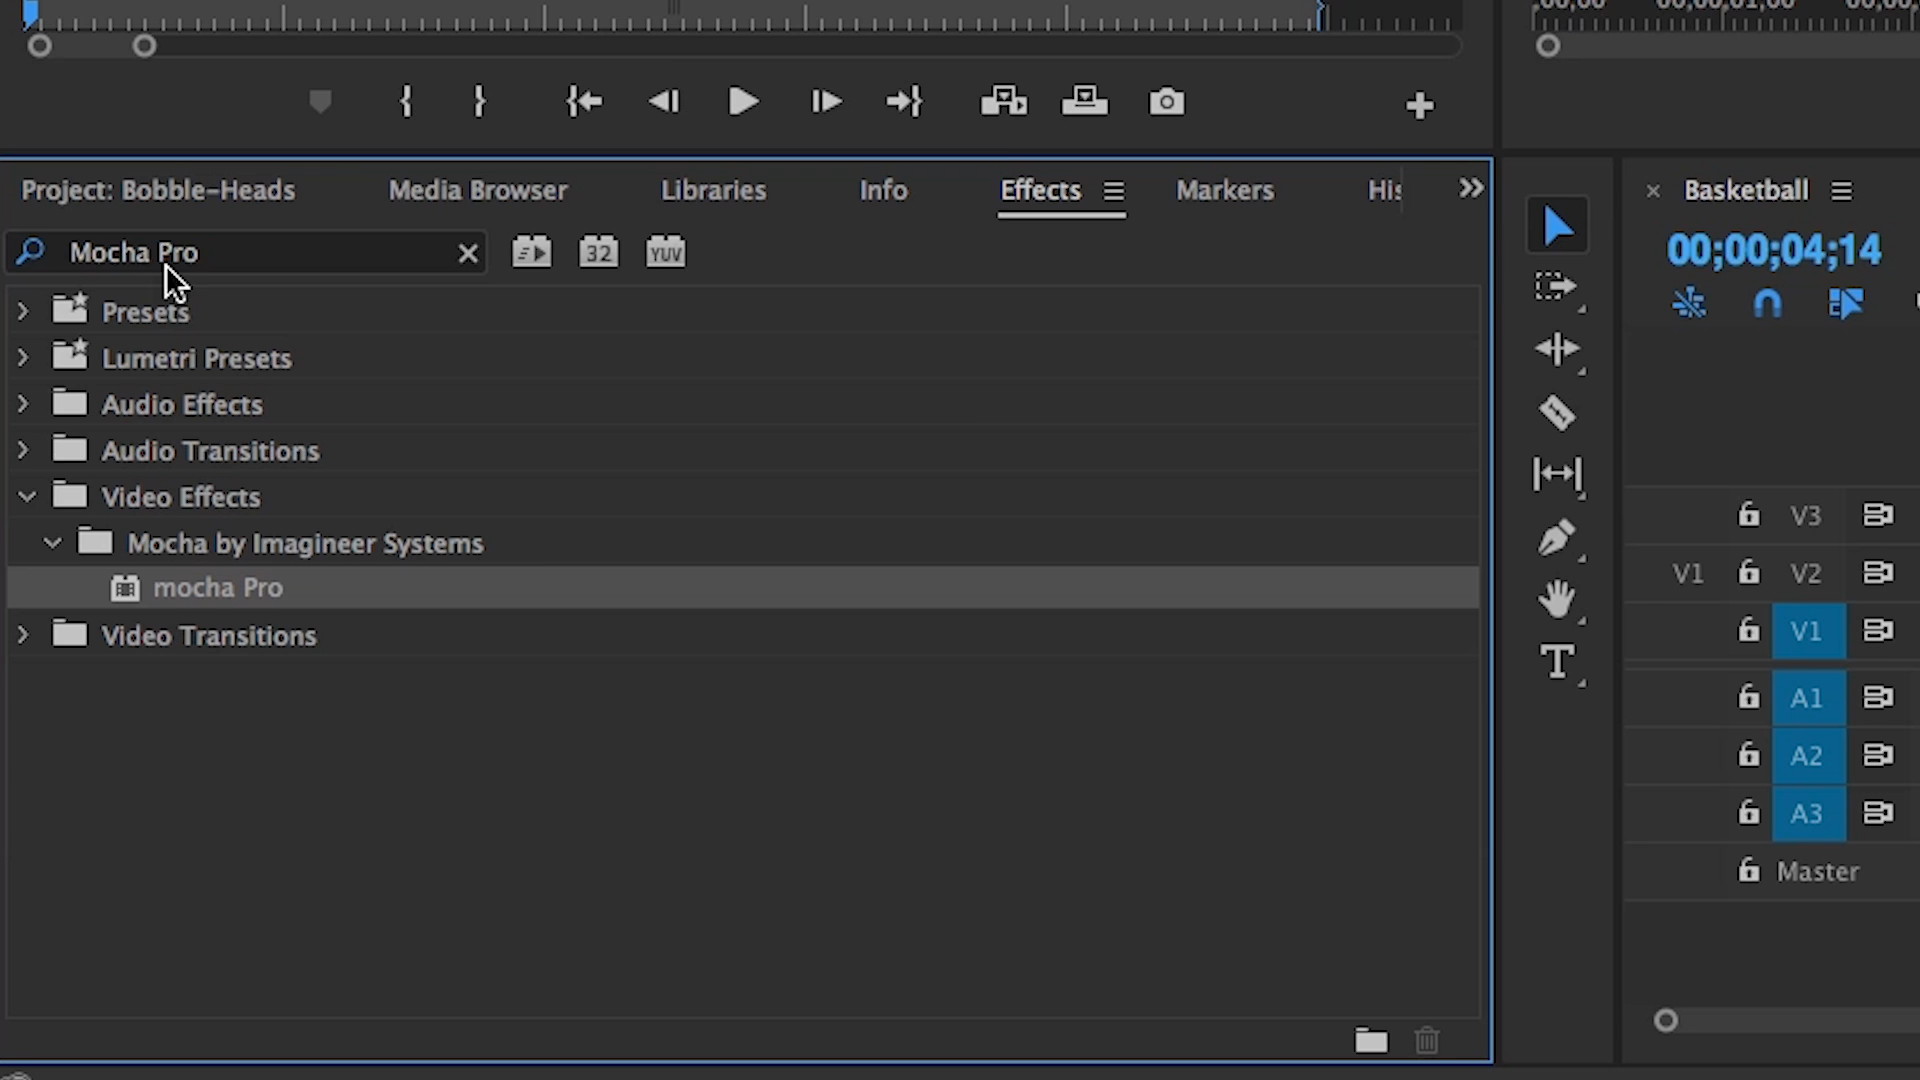 Project: Bobble-Heads Media Browser Libraries Info Effects Markers His
Mocha Pro 32 YUV
Presets
Lumetri Presets
Audio Effects
Audio Transitions
Video Effects
Mocha by Imagineer Systems
mocha Pro
Video Transitions
Basketball
00;00;04;14
V3
V1 V2
V1
A1
A2
A3
Master